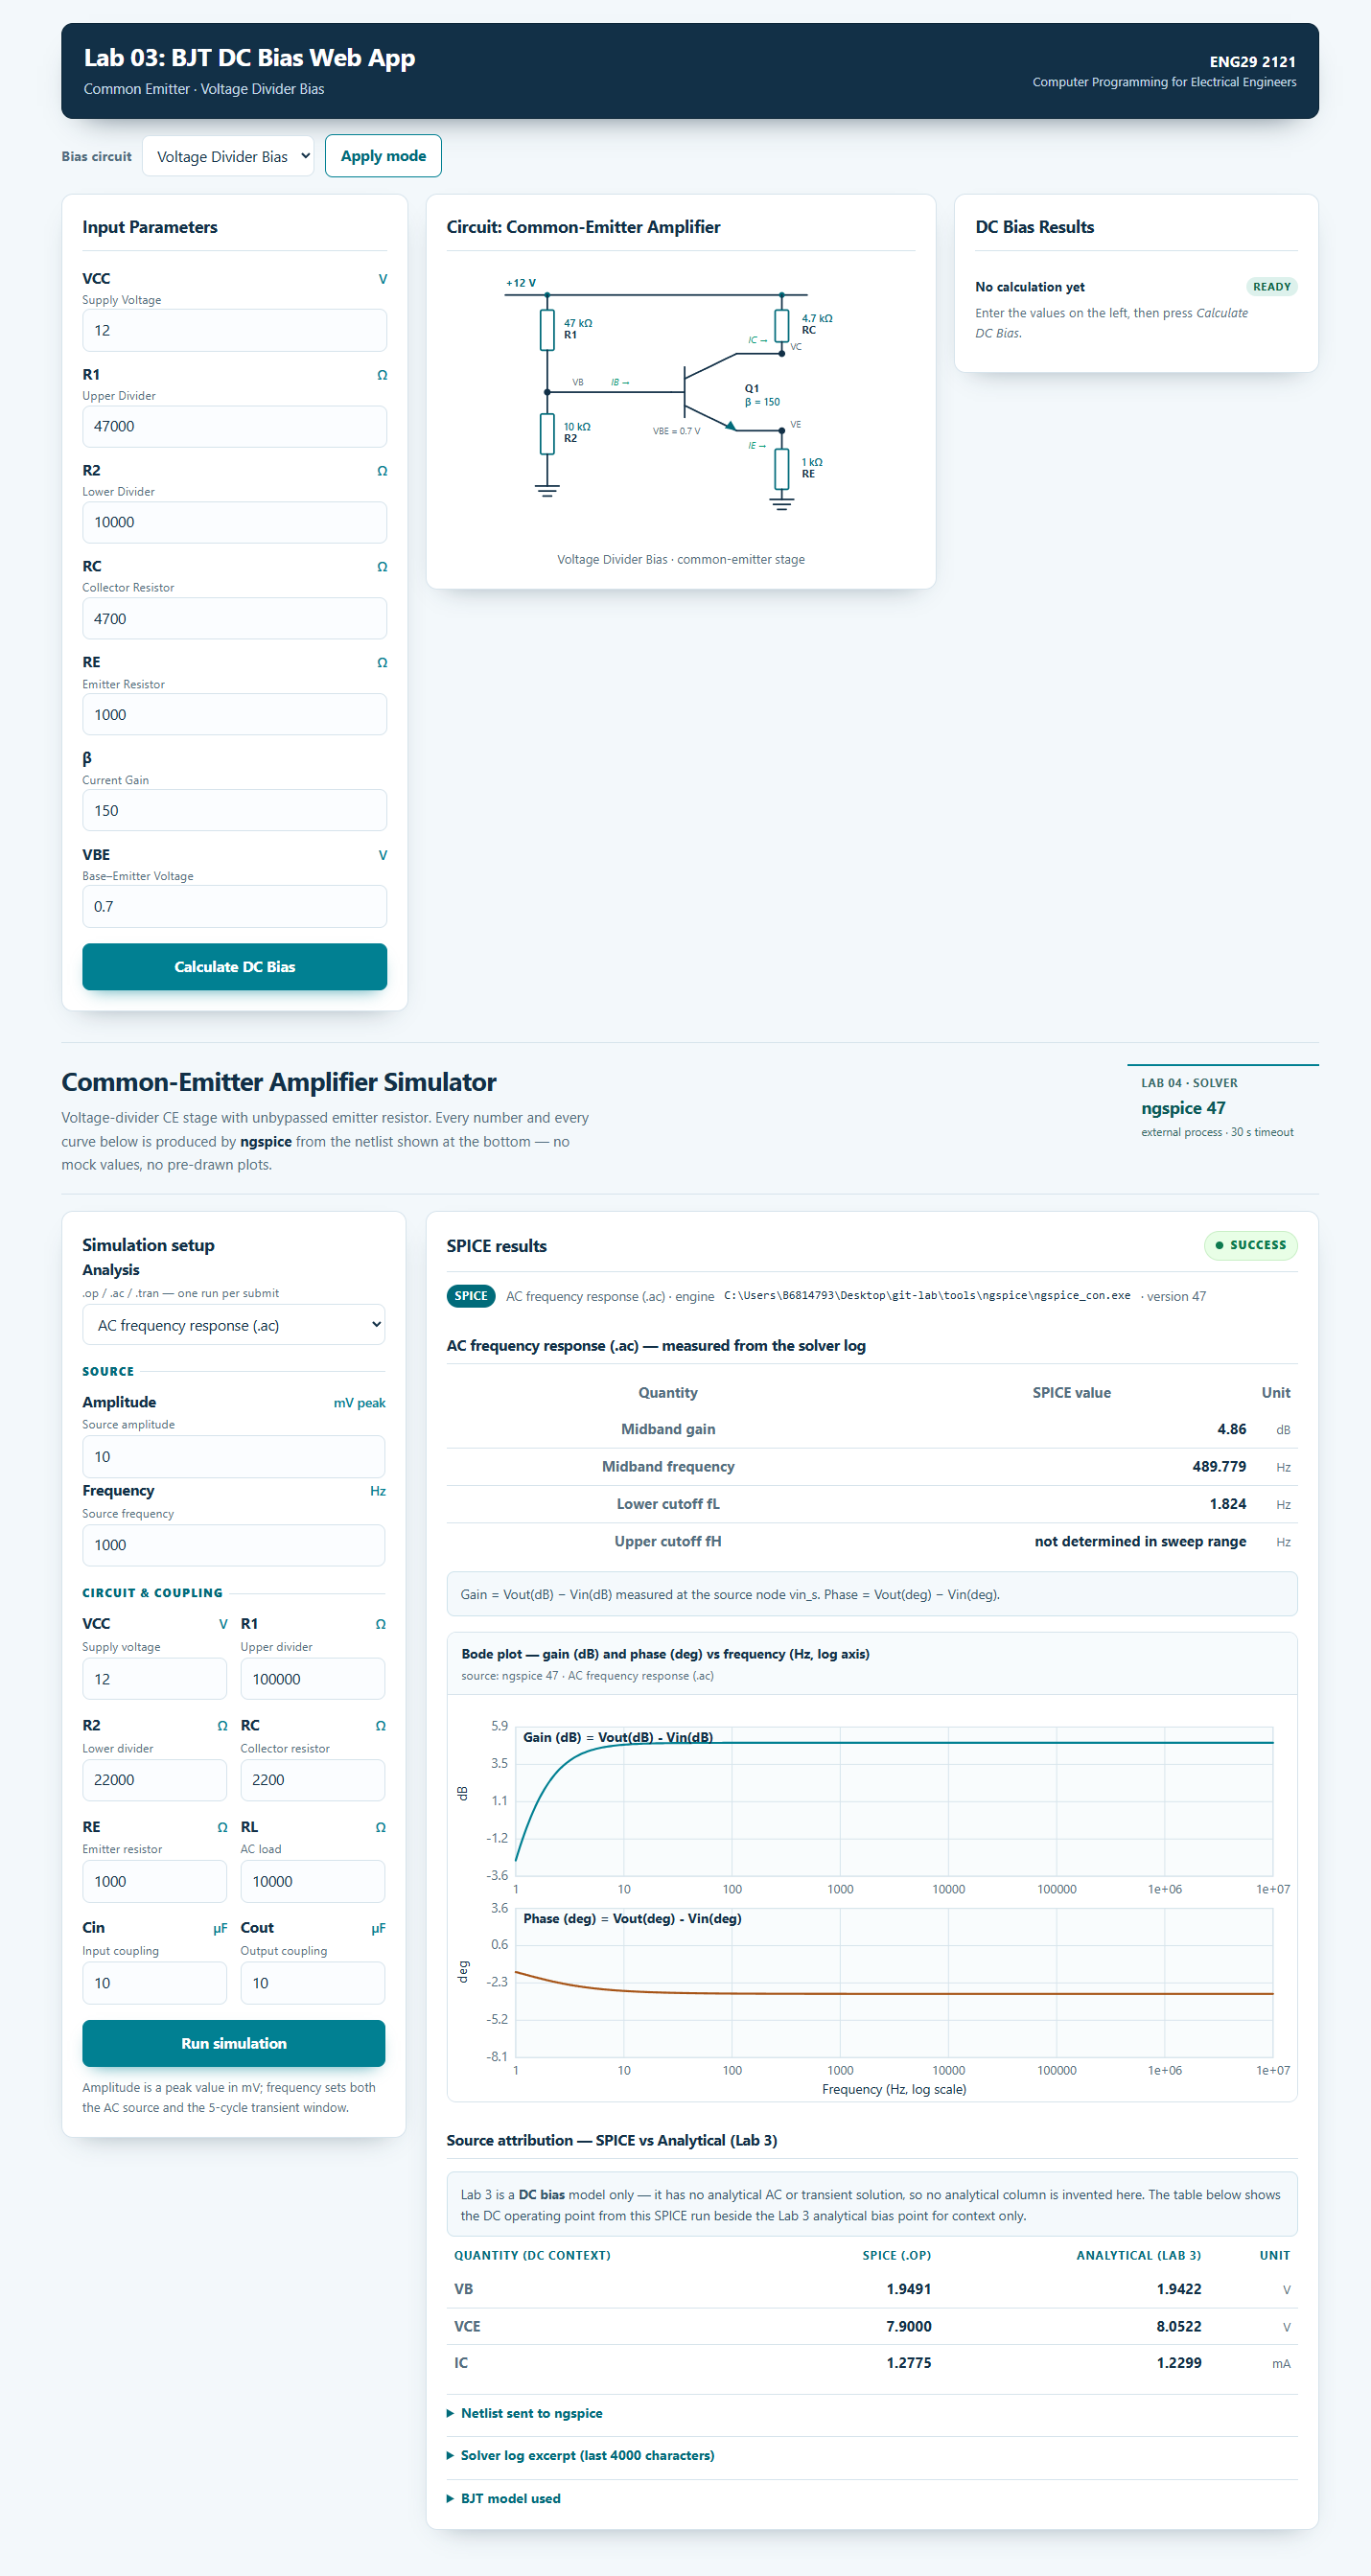 Lab 03: BJT DC Bias Web App
Common Emitter · Voltage Divider Bias
ENG29 2121
Computer Programming for Electrical Engineers
Bias circuit
Voltage Divider Bias
Apply mode
Input Parameters
VCC V
Supply Voltage
12
R1 Ω
Upper Divider
47000
R2 Ω
Lower Divider
10000
RC Ω
Collector Resistor
4700
RE Ω
Emitter Resistor
1000
β
Current Gain
150
VBE V
Base–Emitter Voltage
0.7
Calculate DC Bias
Circuit: Common-Emitter Amplifier
+12 V
47 kΩ
R1
4.7 kΩ
RC
IC →
VC
VB
IB →
Q1
β = 150
10 kΩ
R2
VBE = 0.7 V
VE
IE →
1 kΩ
RE
Voltage Divider Bias · common-emitter stage
DC Bias Results
No calculation yet
READY
Enter the values on the left, then press Calculate
DC Bias.
Common-Emitter Amplifier Simulator
Voltage-divider CE stage with unbypassed emitter resistor. Every number and every
curve below is produced by ngspice from the netlist shown at the bottom — no
mock values, no pre-drawn plots.
LAB 04 · SOLVER
ngspice 47
external process · 30 s timeout
Simulation setup
Analysis
.op / .ac / .tran — one run per submit
AC frequency response (.ac)
SOURCE
Amplitude mV peak
Source amplitude
10
Frequency Hz
Source frequency
1000
CIRCUIT & COUPLING
VCC V R1 Ω
Supply voltage Upper divider
12 100000
R2 Ω RC Ω
Lower divider Collector resistor
22000 2200
RE Ω RL Ω
Emitter resistor AC load
1000 10000
Cin µF Cout µF
Input coupling Output coupling
10 10
Run simulation
Amplitude is a peak value in mV; frequency sets both
the AC source and the 5-cycle transient window.
SPICE results
SUCCESS
SPICE AC frequency response (.ac) · engine C:\Users\B6814793\Desktop\git-lab\tools\ngspice\ngspice_con.exe · version 47
AC frequency response (.ac) — measured from the solver log
Quantity SPICE value Unit
Midband gain 4.86 dB
Midband frequency 489.779 Hz
Lower cutoff fL 1.824 Hz
Upper cutoff fH not determined in sweep range Hz
Gain = Vout(dB) − Vin(dB) measured at the source node vin_s. Phase = Vout(deg) − Vin(deg).
Bode plot — gain (dB) and phase (deg) vs frequency (Hz, log axis)
source: ngspice 47 · AC frequency response (.ac)
Gain (dB) = Vout(dB) - Vin(dB)
dB
5.9
3.5
1.1
-1.2
-3.6
1 10 100 1000 10000 100000 1e+06 1e+07
Phase (deg) = Vout(deg) - Vin(deg)
deg
3.6
0.6
-2.3
-5.2
-8.1
1 10 100 1000 10000 100000 1e+06 1e+07
Frequency (Hz, log scale)
Source attribution — SPICE vs Analytical (Lab 3)
Lab 3 is a DC bias model only — it has no analytical AC or transient solution, so no analytical column is invented here. The table below shows
the DC operating point from this SPICE run beside the Lab 3 analytical bias point for context only.
QUANTITY (DC CONTEXT) SPICE (.OP) ANALYTICAL (LAB 3) UNIT
VB 1.9491 1.9422 V
VCE 7.9000 8.0522 V
IC 1.2775 1.2299 mA
Netlist sent to ngspice
Solver log excerpt (last 4000 characters)
BJT model used